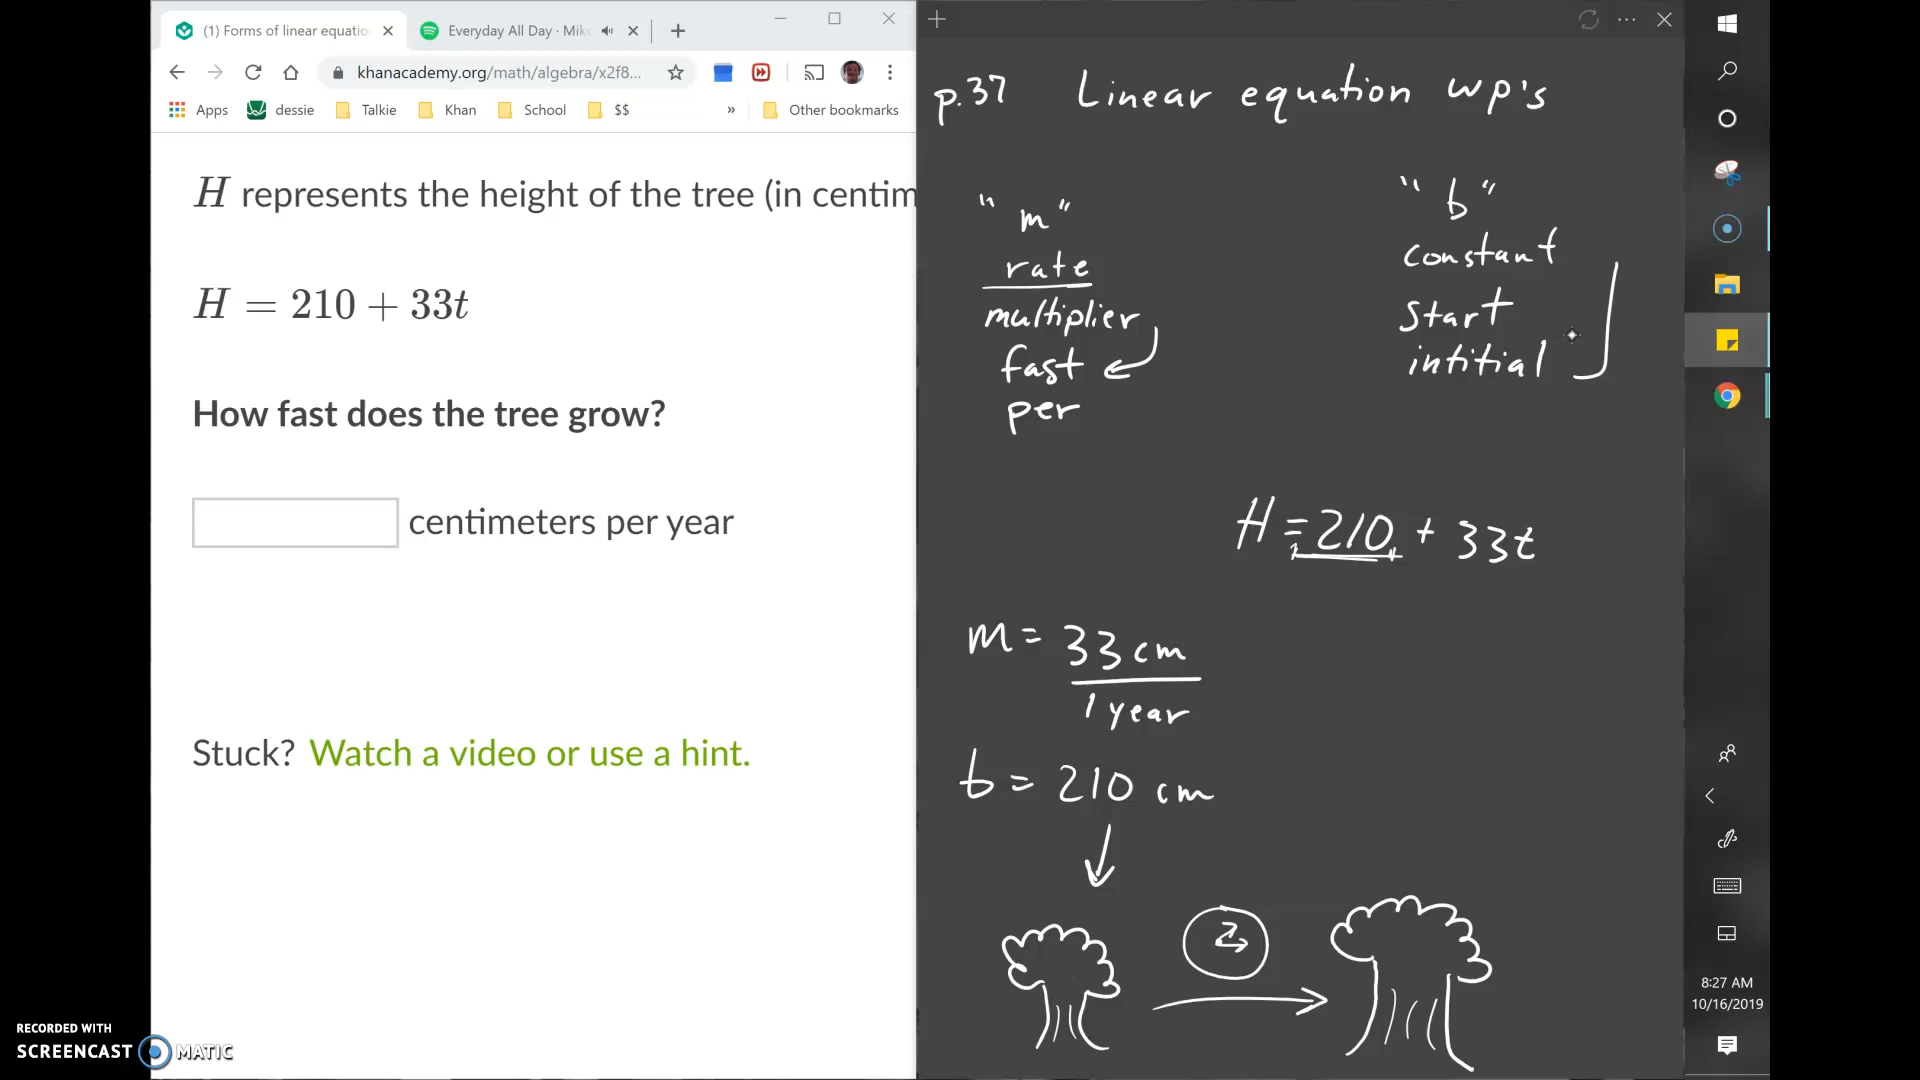 (1) Forms of linear equatio
Everyday All Day · Mik
khanacademy.org/math/algebra/x2f8...
Apps dessie Talkie Khan School $$ » Other bookmarks
H represents the height of the tree (in centim
H = 210 + 33t
How fast does the tree grow?
centimeters per year
Stuck? Watch a video or use a hint.
p.37 Linear equation wp's
"m"
rate
multiplier
fast
per
"b"
constant
start
intitial
H = 210 + 33t
m = 33 cm
1 year
b = 210 cm
8:27 AM
10/16/2019
RECORDED WITH
SCREENCAST MATIC